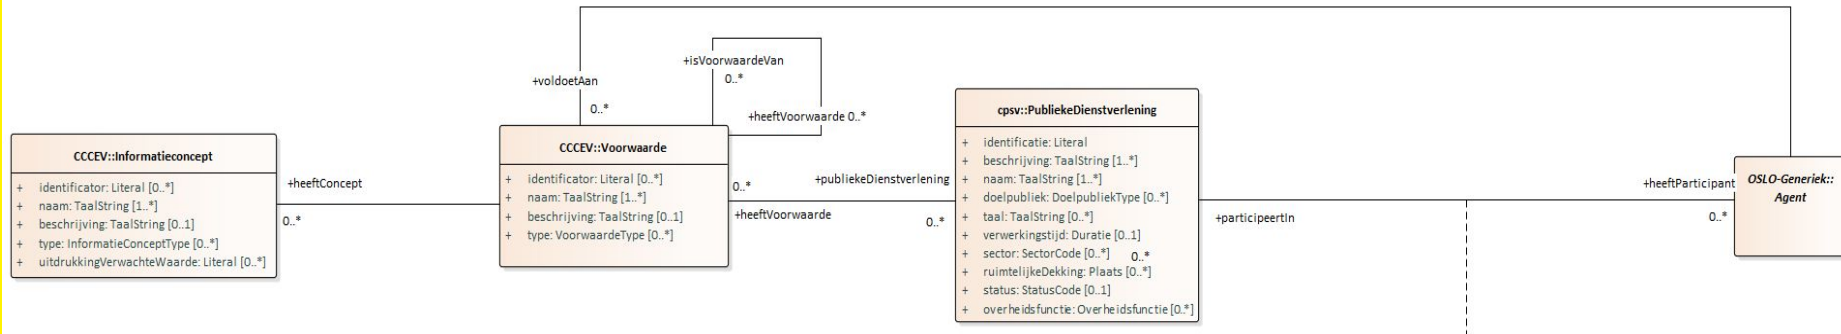 +voldoetAan
0..*
+isVoorwaardeVan
0..*
+heeftVoorwaarde 0..*
CCCEV::Informatieconcept
+ identificator: Literal [0..*]
+ naam: TaalString [1..*]
+ beschrijving: TaalString [0..1]
+ type: InformatieConceptType [0..*]
+ uitdrukkingVerwachteWaarde: Literal [0..*]
+heeftConcept
0..*
CCCEV::Voorwaarde
+ identificator: Literal [0..*]
+ naam: TaalString [1..*]
+ beschrijving: TaalString [0..1]
+ type: VoorwaardeType [0..*]
0..*
+heeftVoorwaarde
+publiekeDienstverlening
0..*
cpsv::PubliekeDienstverlening
+ identificatie: Literal
+ beschrijving: TaalString [1..*]
+ naam: TaalString [1..*]
+ doelpubliek: DoelpubliekType [0..*]
+ taal: TaalString [0..*]
+ verwerkingstijd: Duratie [0..1]
+ sector: SectorCode [0..*]
+ ruimtelijkeDekking: Plaats [0..*]
+ status: StatusCode [0..1]
+ overheidsfunctie: Overheidsfunctie [0..*]
0..*
+participeertIn
+heeftParticipant
0..*
OSLO-Generiek::
Agent